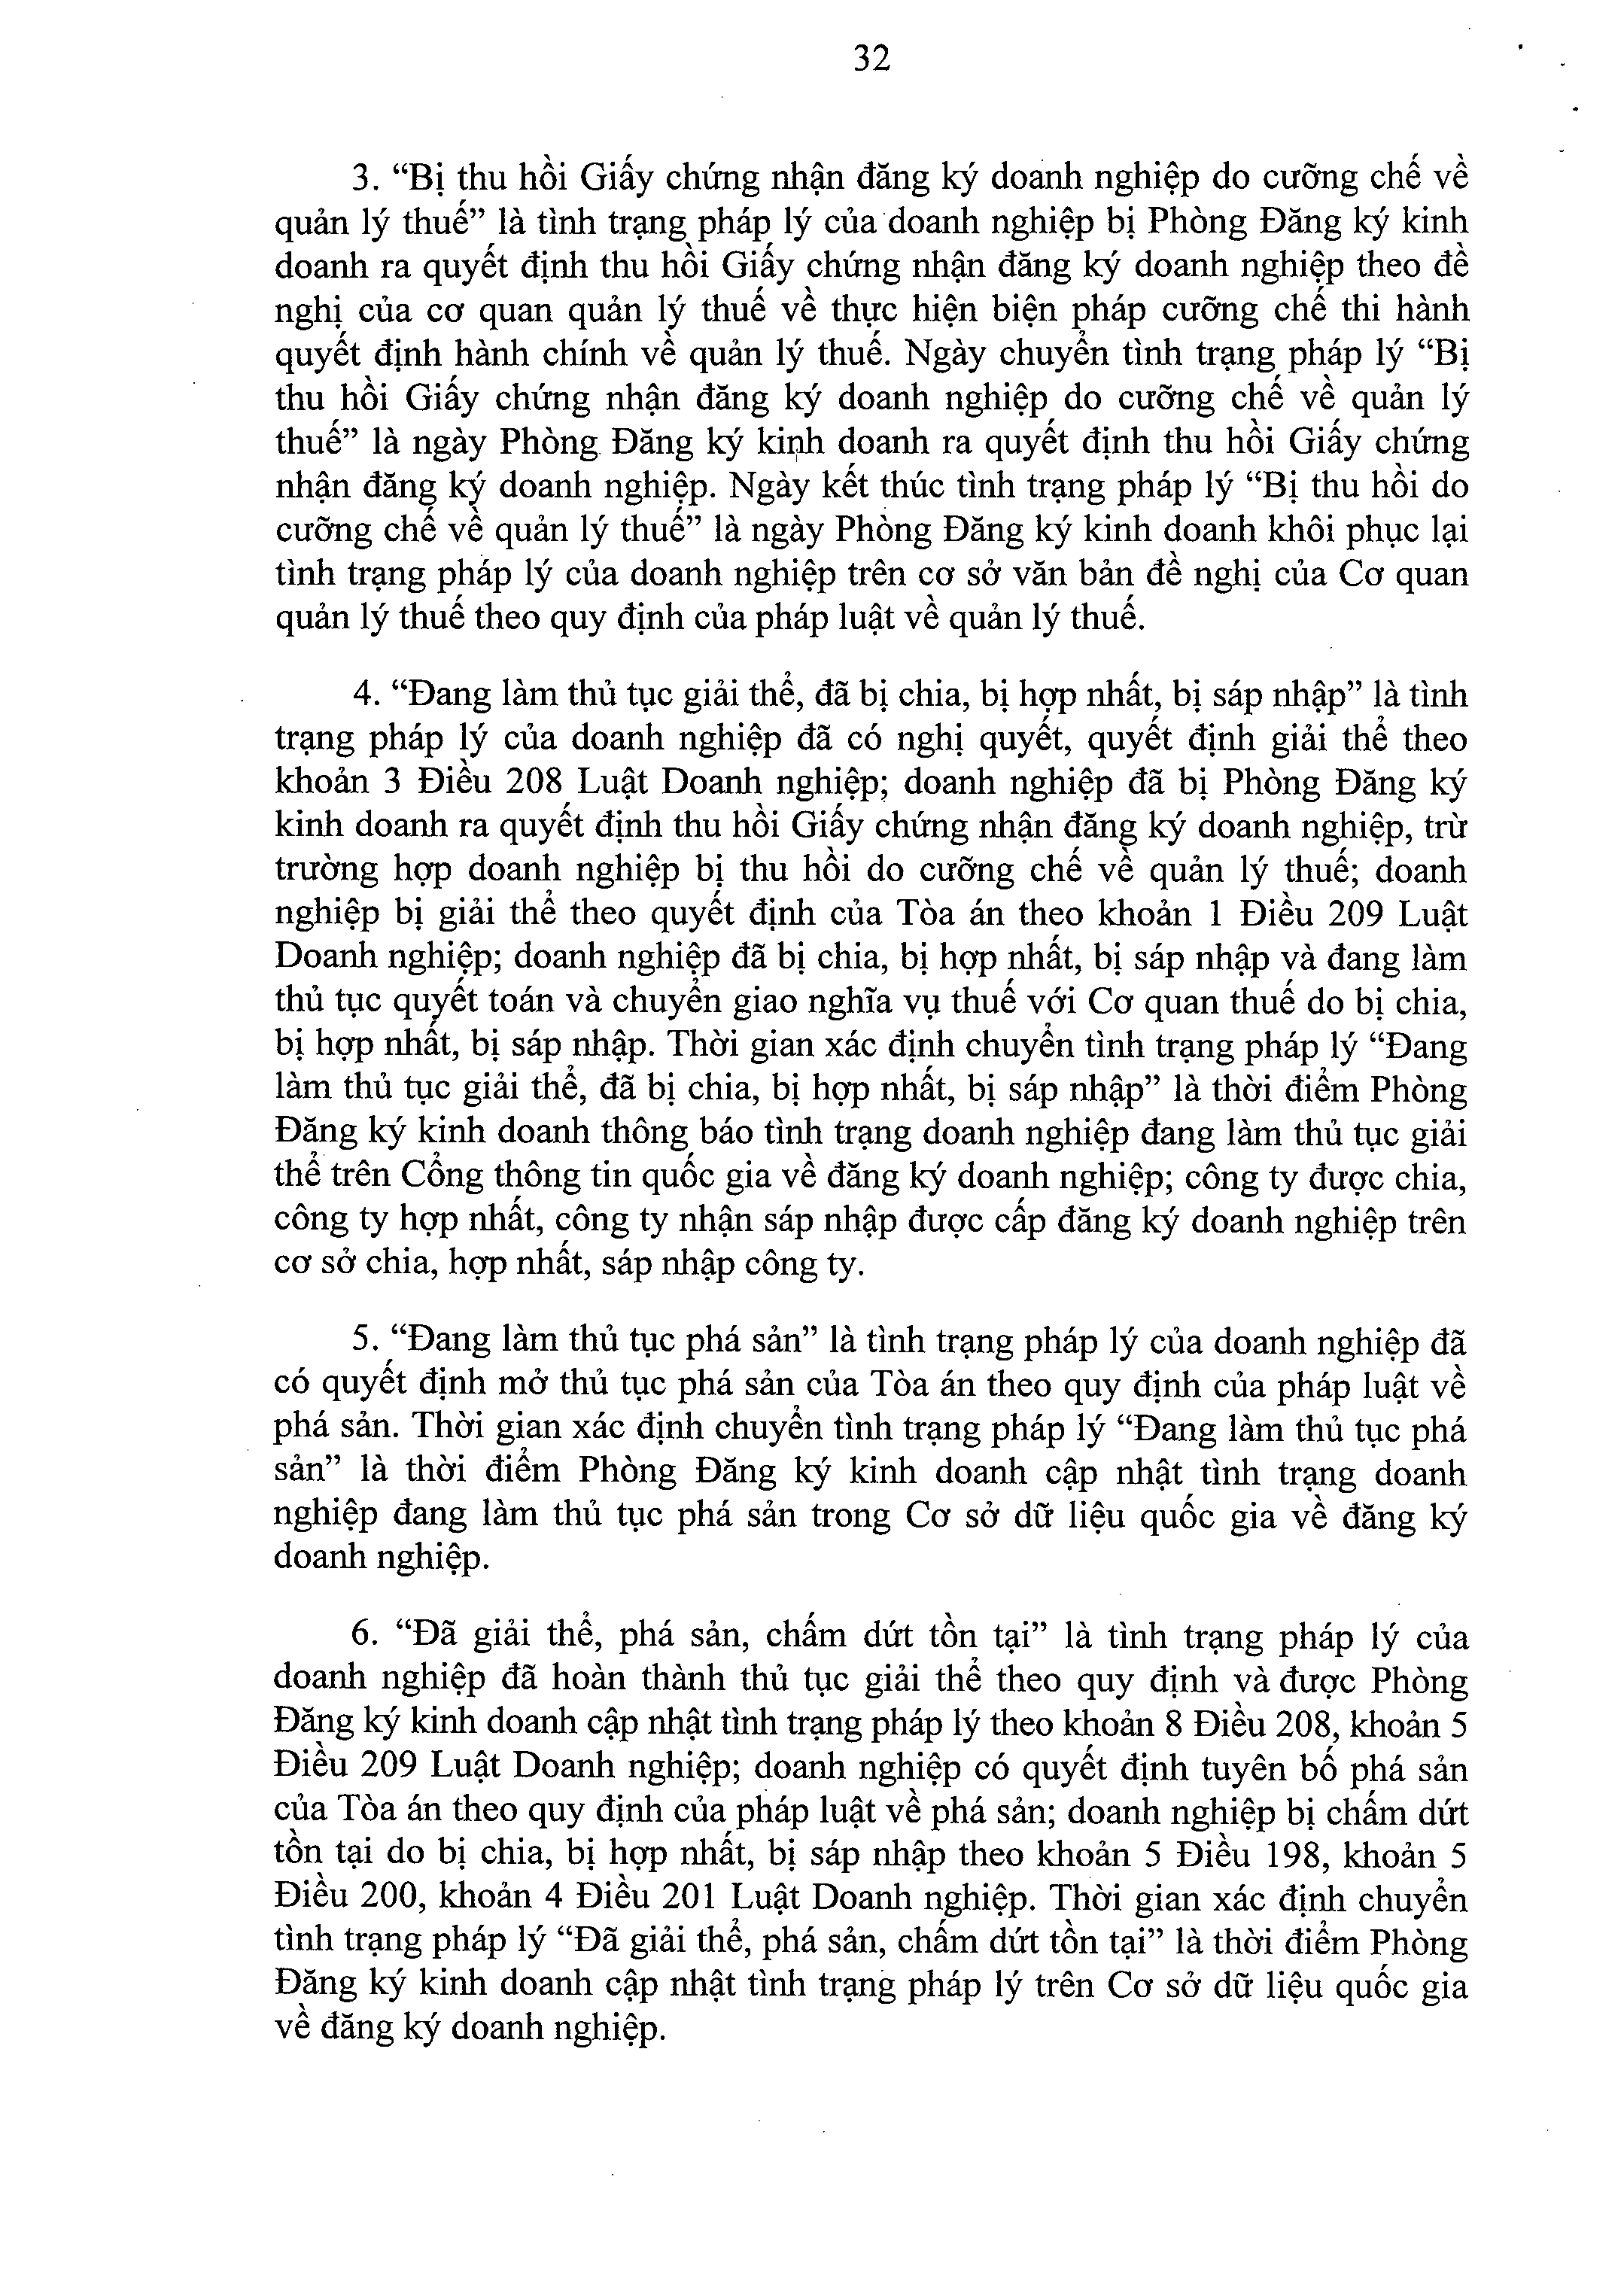 32
3. “Bị thu hồi Giấy chứng nhận đăng ký doanh nghiệp do cưỡng chế về
quản lý thuế” là tình trạng pháp lý của doanh nghiệp bị Phòng Đăng ký kinh
doanh ra quyết định thu hồi Giấy chứng nhận đăng ký doanh nghiệp theo đề
nghị của cơ quan quản lý thuế về thực hiện biện pháp cưỡng chế thi hành
quyết định hành chính về quản lý thuế. Ngày chuyển tình trạng pháp lý “Bị
thu hồi Giấy chứng nhận đăng ký doanh nghiệp do cưỡng chế về quản lý
thuế” là ngày Phòng Đăng ký kinh doanh ra quyết định thu hồi Giấy chứng
nhận đăng ký doanh nghiệp. Ngày kết thúc tình trạng pháp lý “Bị thu hồi do
cưỡng chế về quản lý thuế” là ngày Phòng Đăng ký kinh doanh khôi phục lại
tình trạng pháp lý của doanh nghiệp trên cơ sở văn bản đề nghị của Cơ quan
quản lý thuế theo quy định của pháp luật về quản lý thuế.
4. “Đang làm thủ tục giải thể, đã bị chia, bị hợp nhất, bị sáp nhập” là tình
trạng pháp lý của doanh nghiệp đã có nghị quyết, quyết định giải thể theo
khoản 3 Điều 208 Luật Doanh nghiệp; doanh nghiệp đã bị Phòng Đăng ký
kinh doanh ra quyết định thu hồi Giấy chứng nhận đăng ký doanh nghiệp, trừ
trường hợp doanh nghiệp bị thu hồi do cưỡng chế về quản lý thuế; doanh
nghiệp bị giải thể theo quyết định của Tòa án theo khoản 1 Điều 209 Luật
Doanh nghiệp; doanh nghiệp đã bị chia, bị hợp nhất, bị sáp nhập và đang làm
thủ tục quyết toán và chuyển giao nghĩa vụ thuế với Cơ quan thuế do bị chia,
bị hợp nhất, bị sáp nhập. Thời gian xác định chuyển tình trạng pháp lý “Đang
làm thủ tục giải thể, đã bị chia, bị hợp nhất, bị sáp nhập” là thời điểm Phòng
Đăng ký kinh doanh thông báo tình trạng doanh nghiệp đang làm thủ tục giải
thể trên Cổng thông tin quốc gia về đăng ký doanh nghiệp; công ty được chia,
công ty hợp nhất, công ty nhận sáp nhập được cấp đăng ký doanh nghiệp trên
cơ sở chia, hợp nhất, sáp nhập công ty.
5. “Đang làm thủ tục phá sản” là tình trạng pháp lý của doanh nghiệp đã
có quyết định mở thủ tục phá sản của Tòa án theo quy định của pháp luật về
phá sản. Thời gian xác định chuyển tình trạng pháp lý “Đang làm thủ tục phá
sản” là thời điểm Phòng Đăng ký kinh doanh cập nhật tình trạng doanh
nghiệp đang làm thủ tục phá sản trong Cơ sở dữ liệu quốc gia về đăng ký
doanh nghiệp.
6. “Đã giải thể, phá sản, chấm dứt tồn tại” là tình trạng pháp lý của
doanh nghiệp đã hoàn thành thủ tục giải thể theo quy định và được Phòng
Đăng ký kinh doanh cập nhật tình trạng pháp lý theo khoản 8 Điều 208, khoản 5
Điều 209 Luật Doanh nghiệp; doanh nghiệp có quyết định tuyên bố phá sản
của Tòa án theo quy định của pháp luật về phá sản; doanh nghiệp bị chấm dứt
tồn tại do bị chia, bị hợp nhất, bị sáp nhập theo khoản 5 Điều 198, khoản 5
Điều 200, khoản 4 Điều 201 Luật Doanh nghiệp. Thời gian xác định chuyển
tình trạng pháp lý “Đã giải thể, phá sản, chấm dứt tồn tại” là thời điểm Phòng
Đăng ký kinh doanh cập nhật tình trạng pháp lý trên Cơ sở dữ liệu quốc gia
về đăng ký doanh nghiệp.